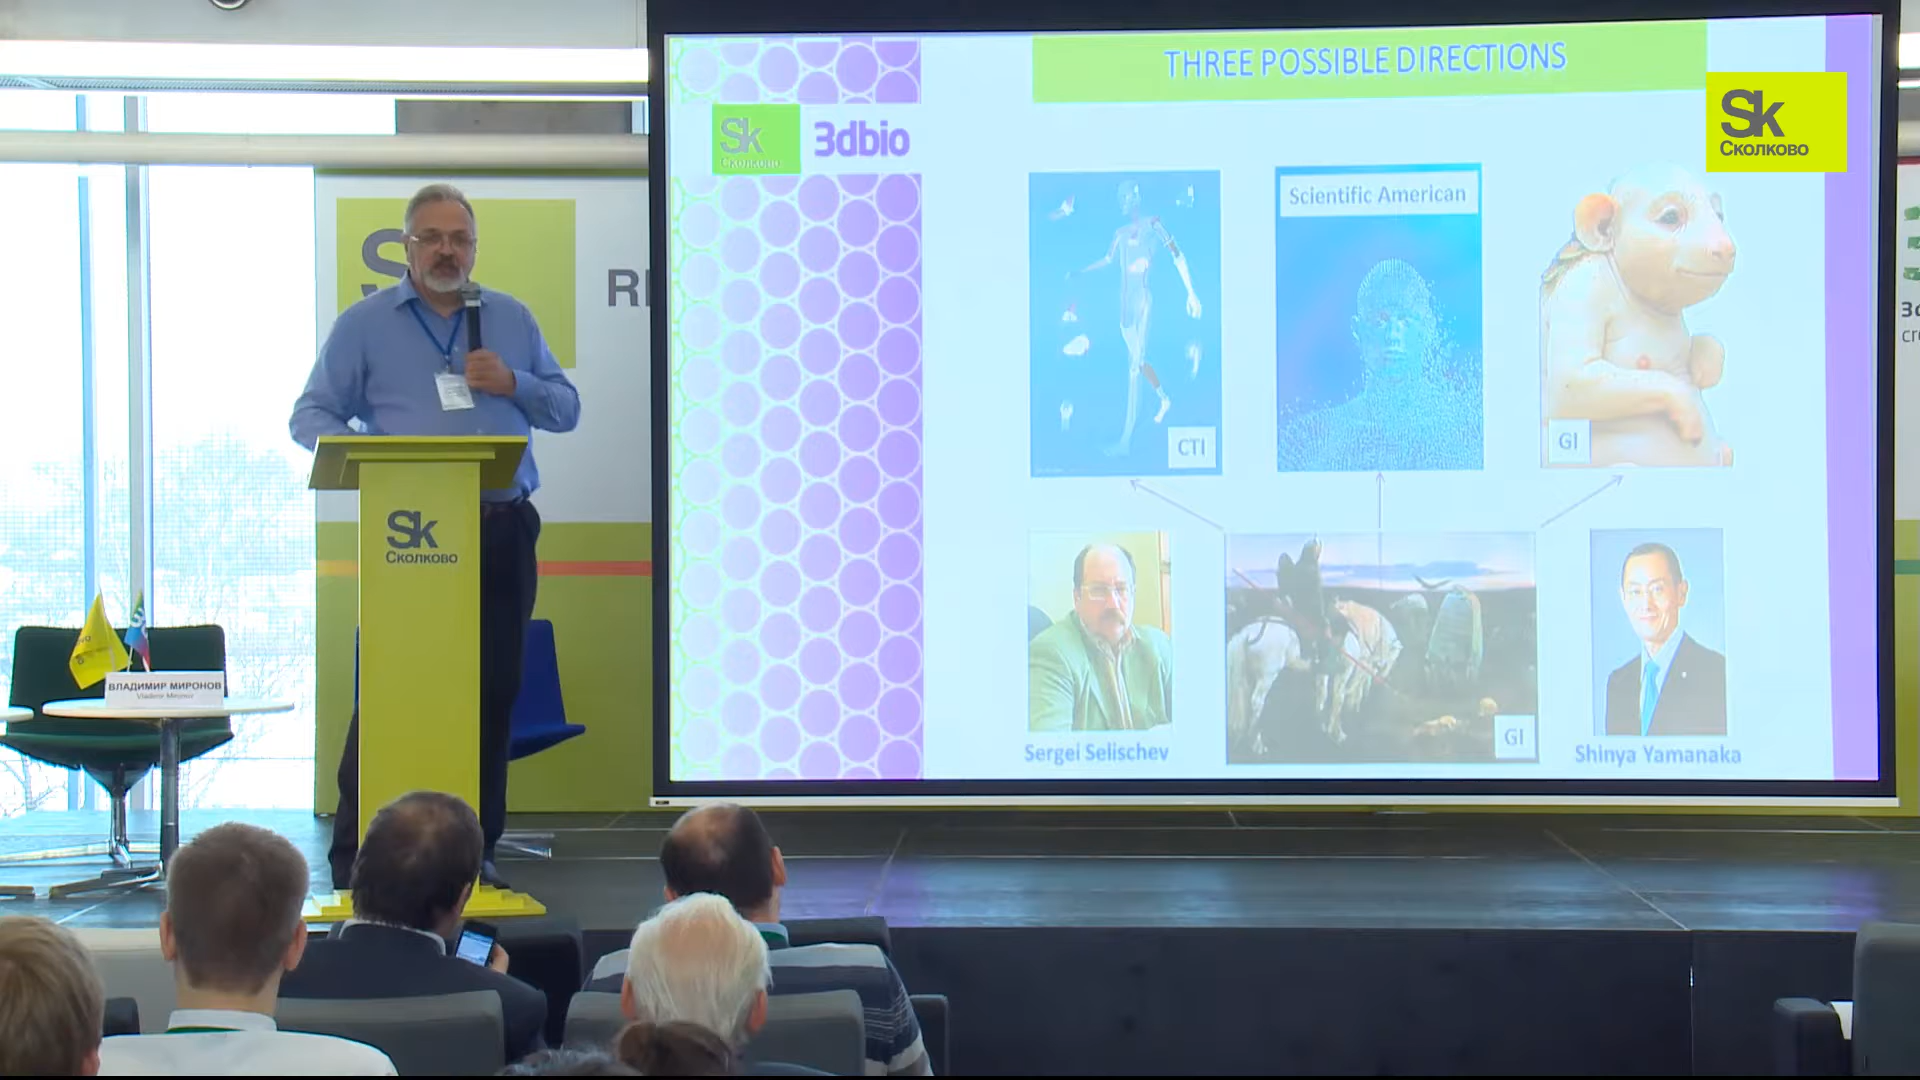 THREE POSSIBLE DIRECTIONS
Sk
Сколково
3dbio
Sk
Сколково
Scientific American
CTI
GI
GI
Sergei Selischev
Shinya Yamanaka
Sk
Сколково
ВЛАДИМИР МИРОНОВ
Vladimir Mironov